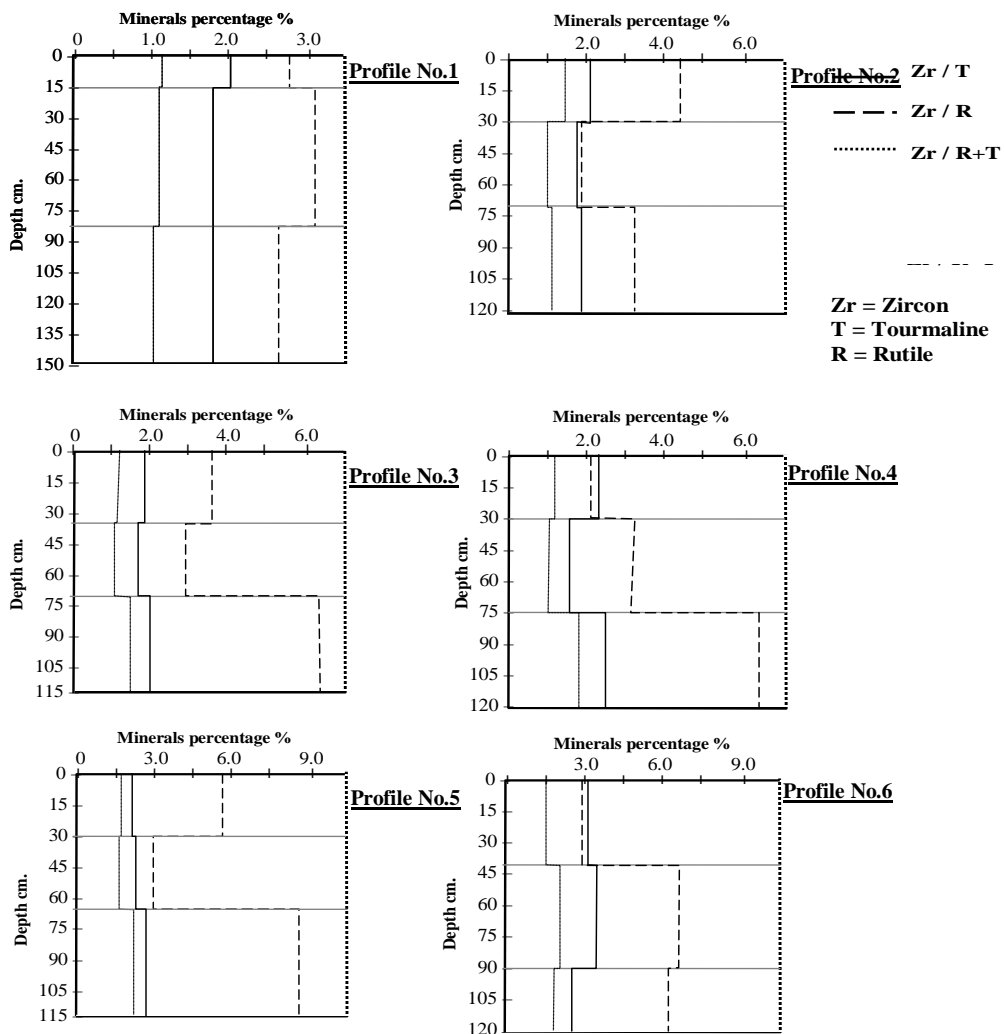 Minerals percentage %
0 1.0 2.0 3.0
Profile No.1
Depth cm.
0
15
30
45
60
75
90
105
120
135
150
Minerals percentage %
2.0 4.0 6.0
Profile No.2
Depth cm.
0
15
30
45
60
75
90
105
120
Zr / T
Zr / R
Zr / R+T
Zr = Zircon
T = Tourmaline
R = Rutile
Minerals percentage %
0 2.0 4.0 6.0
Profile No.3
Depth cm.
0
15
30
45
60
75
90
105
115
Minerals percentage %
2.0 4.0 6.0
Profile No.4
Depth cm.
0
15
30
45
60
75
90
105
120
Minerals percentage %
0 3.0 6.0 9.0
Profile No.5
Depth cm.
0
15
30
45
60
75
90
105
115
Minerals percentage %
0 3.0 6.0 9.0
Profile No.6
Depth cm.
0
15
30
45
60
75
90
105
120